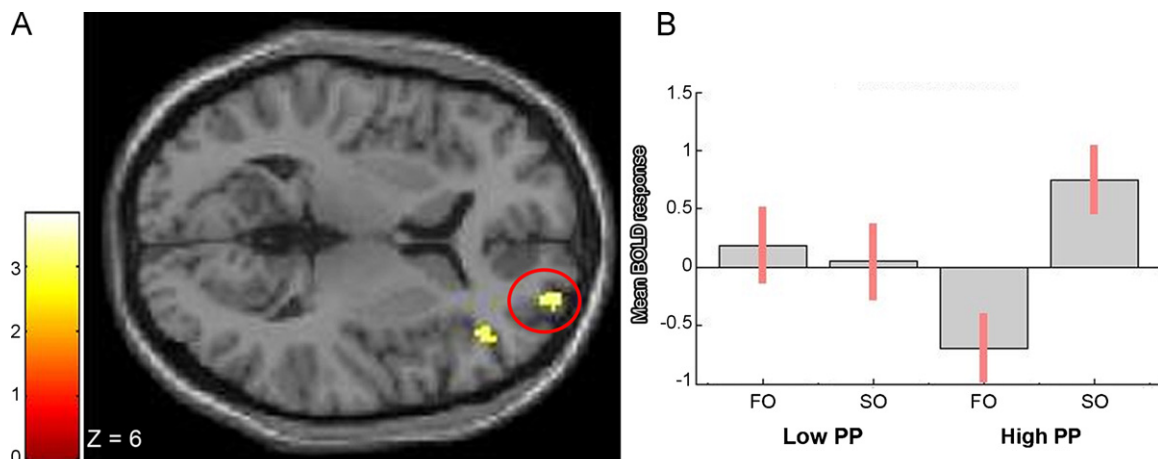 A
3
2
1
0
Z = 6
B
Mean BOLD response
1.5
1
0.5
0
-0.5
-1
FO
SO
FO
SO
Low PP
High PP